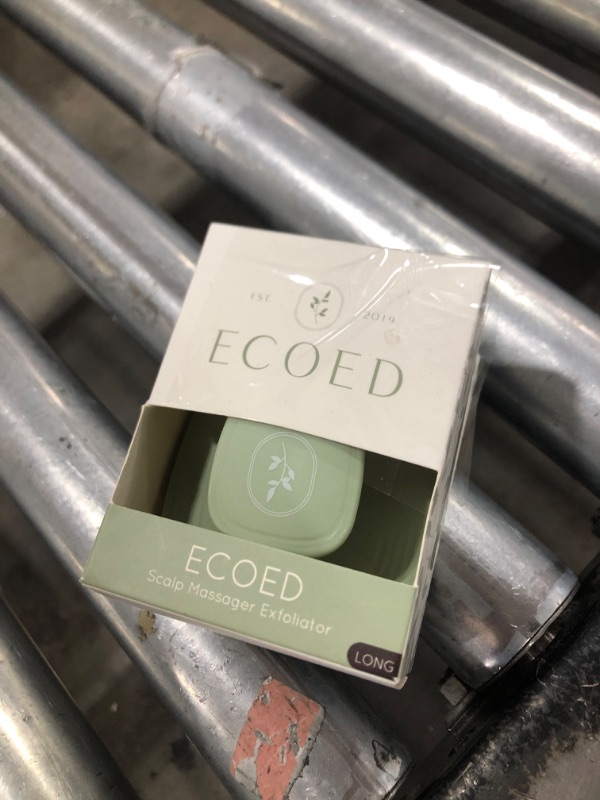 EST. 2019
ECOED
ECOED
Scalp Massager Exfoliator
LONG